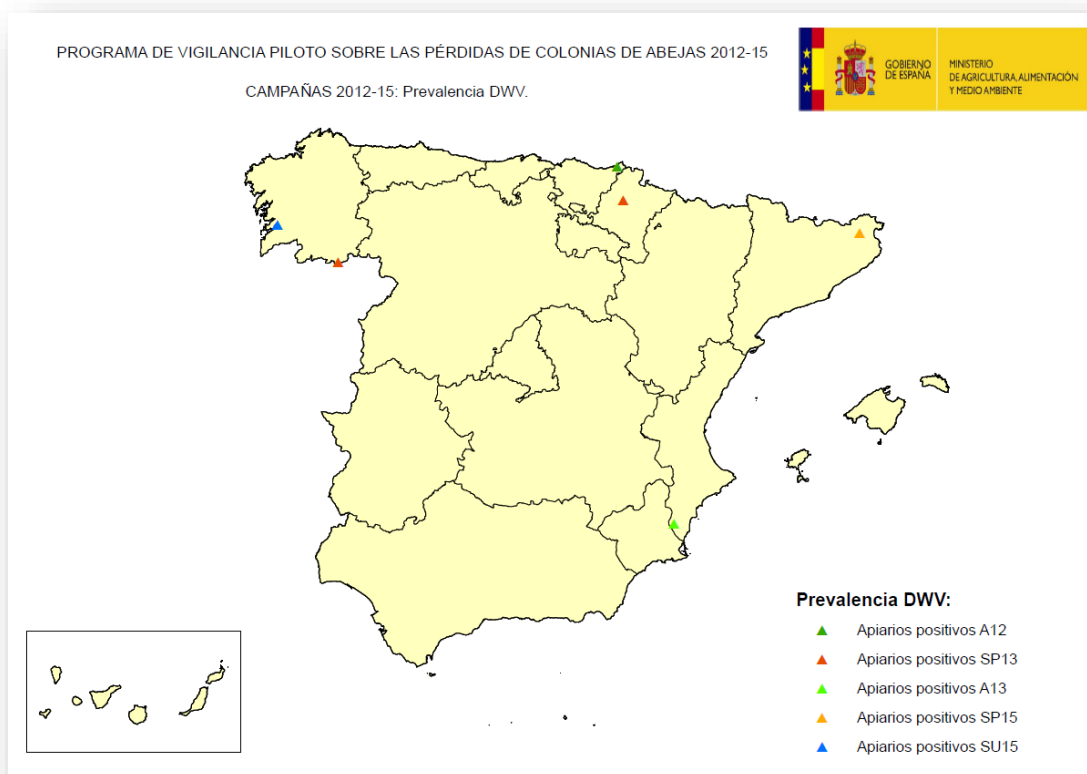 PROGRAMA DE VIGILANCIA PILOTO SOBRE LAS PÉRDIDAS DE COLONIAS DE ABEJAS 2012-15
CAMPAÑAS 2012-15: Prevalencia DWV.
GOBIERNO
DE ESPAÑA
MINISTERIO
DE AGRICULTURA, ALIMENTACIÓN
Y MEDIO AMBIENTE
Prevalencia DWV:
Apiarios positivos A12
Apiarios positivos SP13
Apiarios positivos A13
Apiarios positivos SP15
Apiarios positivos SU15